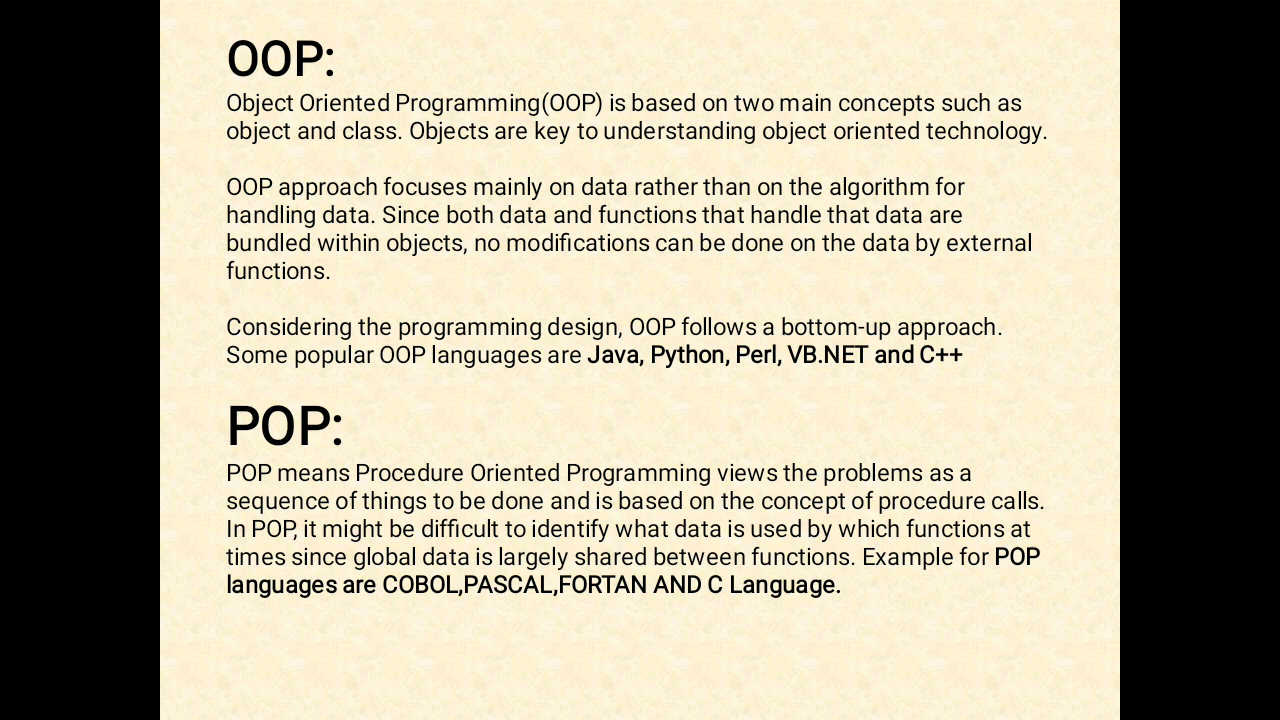 OOP:
Object Oriented Programming(OOP) is based on two main concepts such as
object and class. Objects are key to understanding object oriented technology.
OOP approach focuses mainly on data rather than on the algorithm for
handling data. Since both data and functions that handle that data are
bundled within objects, no modifications can be done on the data by external
functions.
Considering the programming design, OOP follows a bottom-up approach.
Some popular OOP languages are Java, Python, Perl, VB.NET and C++
POP:
POP means Procedure Oriented Programming views the problems as a
sequence of things to be done and is based on the concept of procedure calls.
In POP, it might be difficult to identify what data is used by which functions at
times since global data is largely shared between functions. Example for POP
languages are COBOL,PASCAL,FORTAN AND C Language.